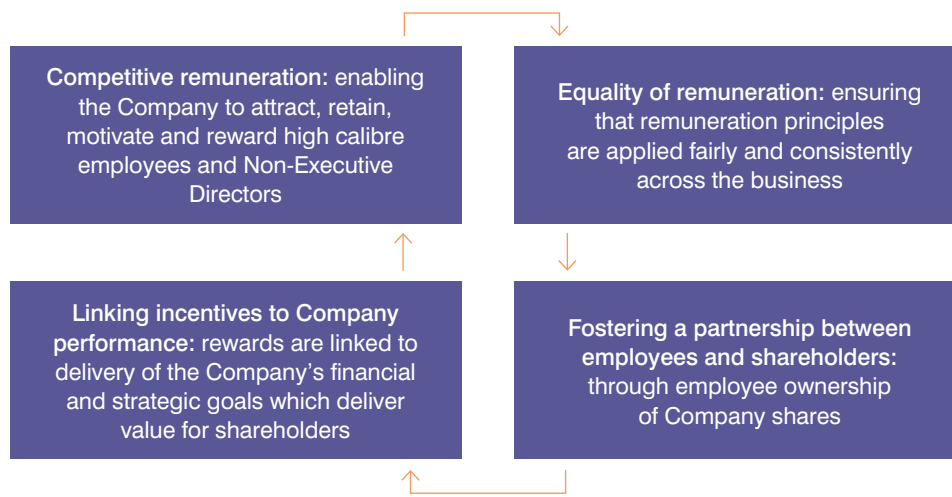 Competitive remuneration: enabling
the Company to attract, retain,
motivate and reward high calibre
employees and Non-Executive
Directors
Equality of remuneration: ensuring
that remuneration principles
are applied fairly and consistently
across the business
Linking incentives to Company
performance: rewards are linked to
delivery of the Company’s financial
and strategic goals which deliver
value for shareholders
Fostering a partnership between
employees and shareholders:
through employee ownership
of Company shares